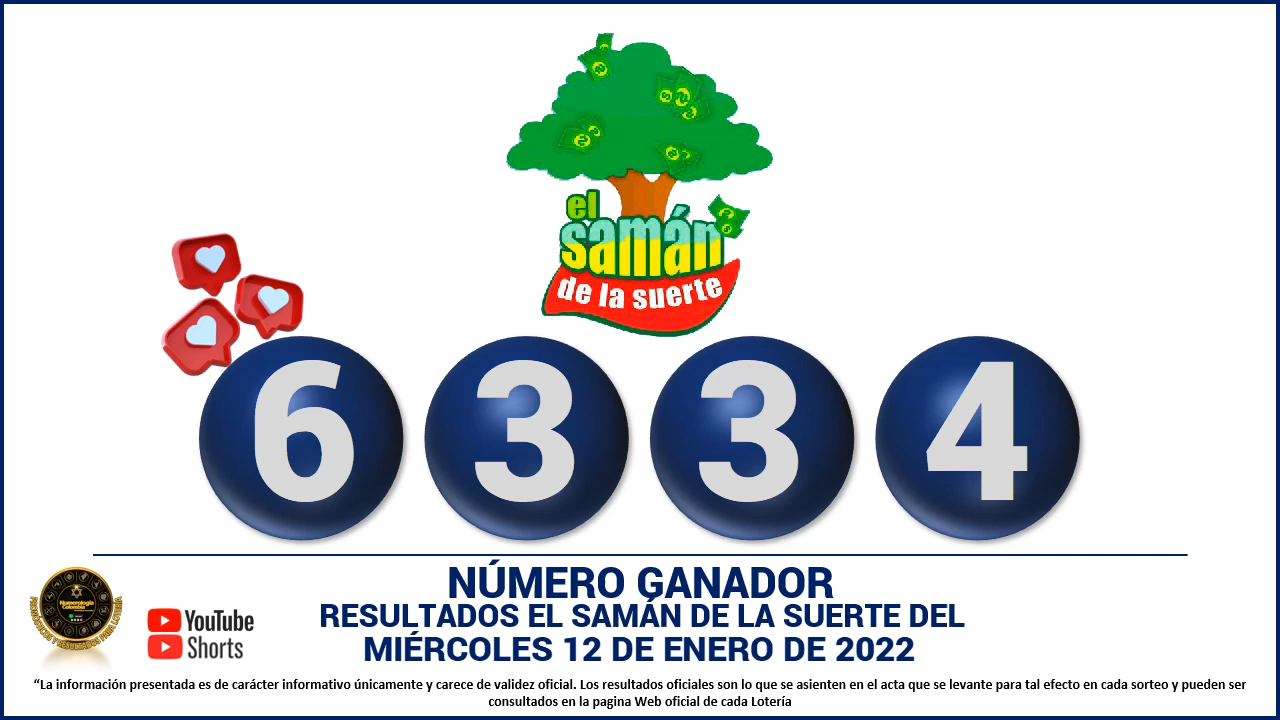 el
samán
de la suerte
6 3 3 4
NÚMERO GANADOR
RESULTADOS EL SAMÁN DE LA SUERTE DEL
MIÉRCOLES 12 DE ENERO DE 2022
Numerología
Colombia
YouTube
Shorts
“La información presentada es de carácter informativo únicamente y carece de validez oficial. Los resultados oficiales son lo que se asienten en el acta que se levante para tal efecto en cada sorteo y pueden ser
consultados en la pagina Web oficial de cada Lotería